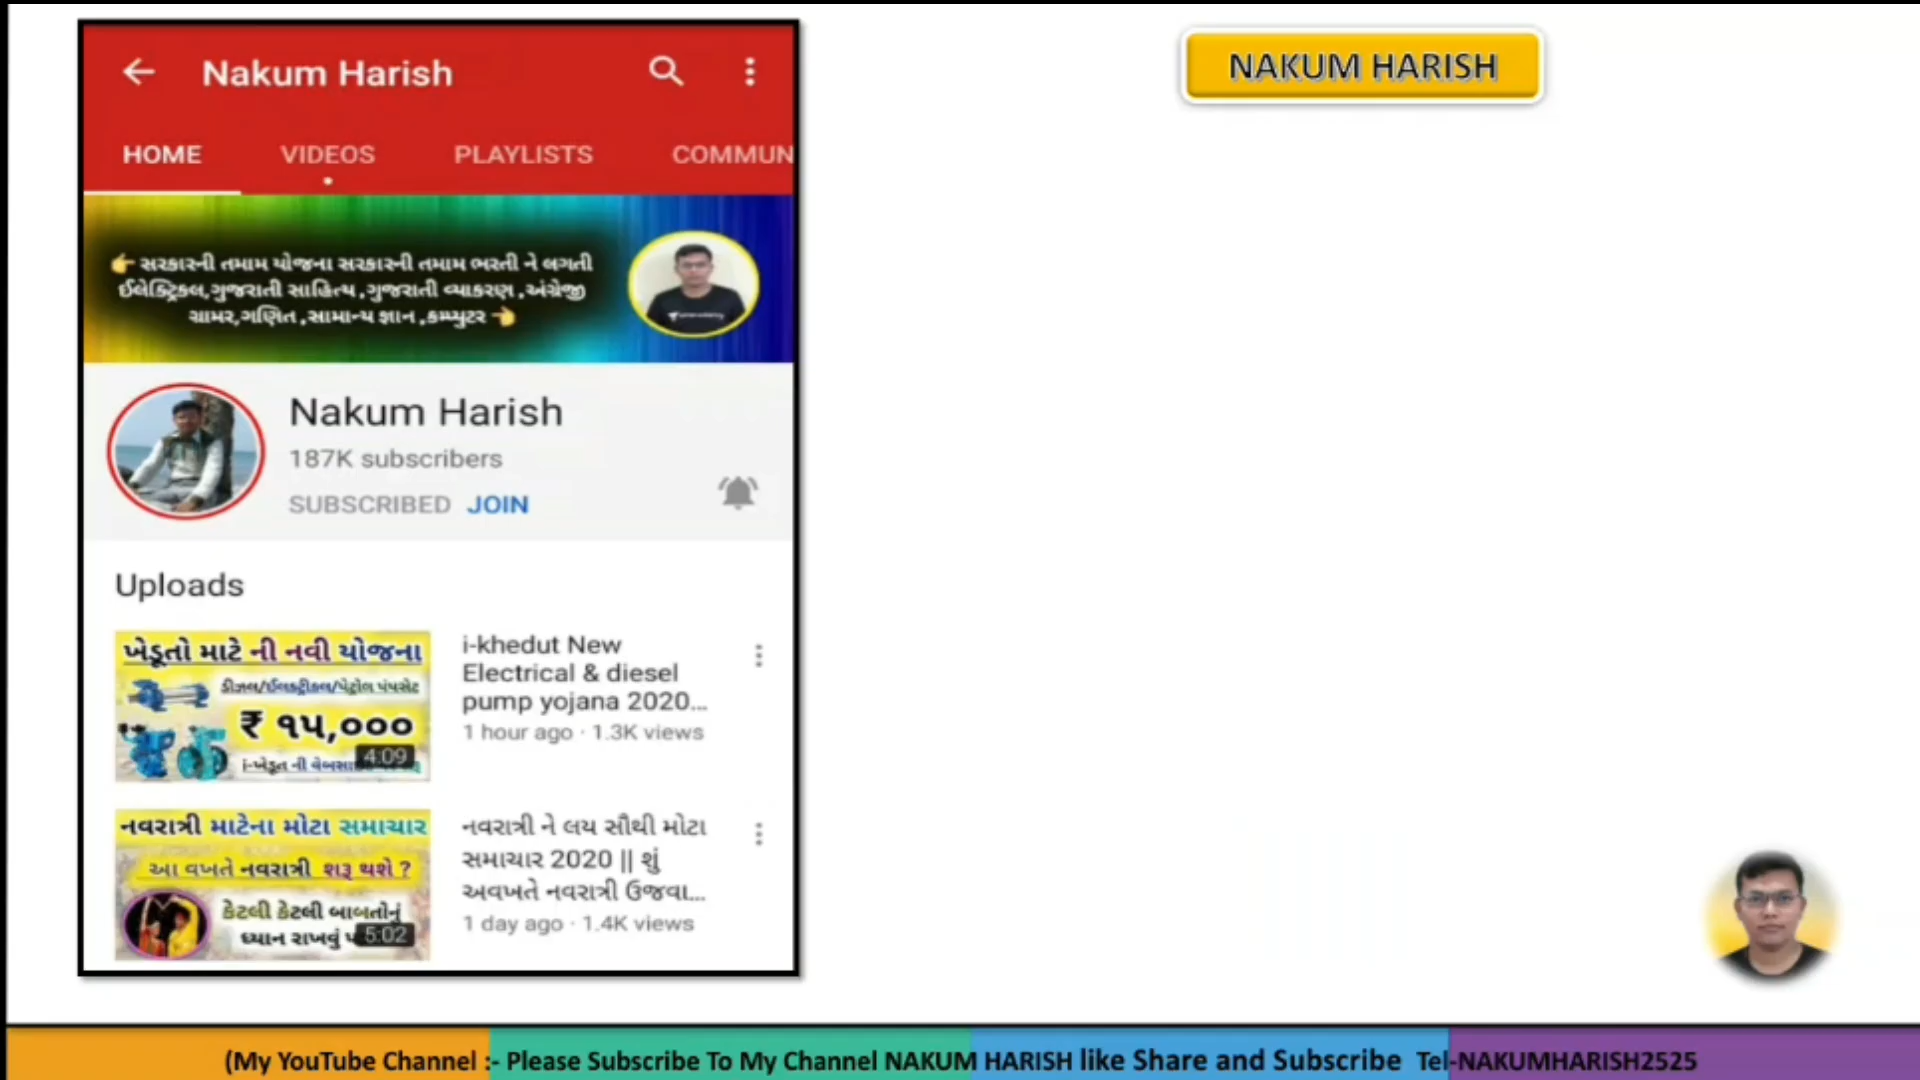 Nakum Harish
HOME VIDEOS PLAYLISTS COMMUN
👉 સરકારની તમામ યોજના સરકારની તમામ ભરતી ને લગતી
ઈલેક્ટ્રિકલ,ગુજરાતી સાહિત્ય,ગુજરાતી વ્યાકરણ,અંગ્રેજી
ગ્રામર,ગણિત,સામાન્ય જ્ઞાન,કમ્પ્યુટર 👈
Nakum Harish
187K subscribers
SUBSCRIBED JOIN
Uploads
ખેડૂતો માટે ની નવી યોજના
ડીઝલ/ઈલેક્ટ્રીકલ/પેટ્રોલ પંપસેટ
₹ ૧૫,૦૦૦
i-ખેડૂત ની
4:09
i-khedut New
Electrical & diesel
pump yojana 2020...
1 hour ago · 1.3K views
નવરાત્રી માટેના મોટા સમાચાર
આ વખતે નવરાત્રી શરૂ થશે ?
કેટલી કેટલી બાબતોનું
ધ્યાન રાખવું
5:02
નવરાત્રી ને લય સૌથી મોટા
સમાચાર 2020 || શું
અવખતે નવરાત્રી ઉજવા...
1 day ago · 1.4K views
NAKUM HARISH
(My YouTube Channel :- Please Subscribe To My Channel NAKUM HARISH like Share and Subscribe Tel-NAKUMHARISH2525